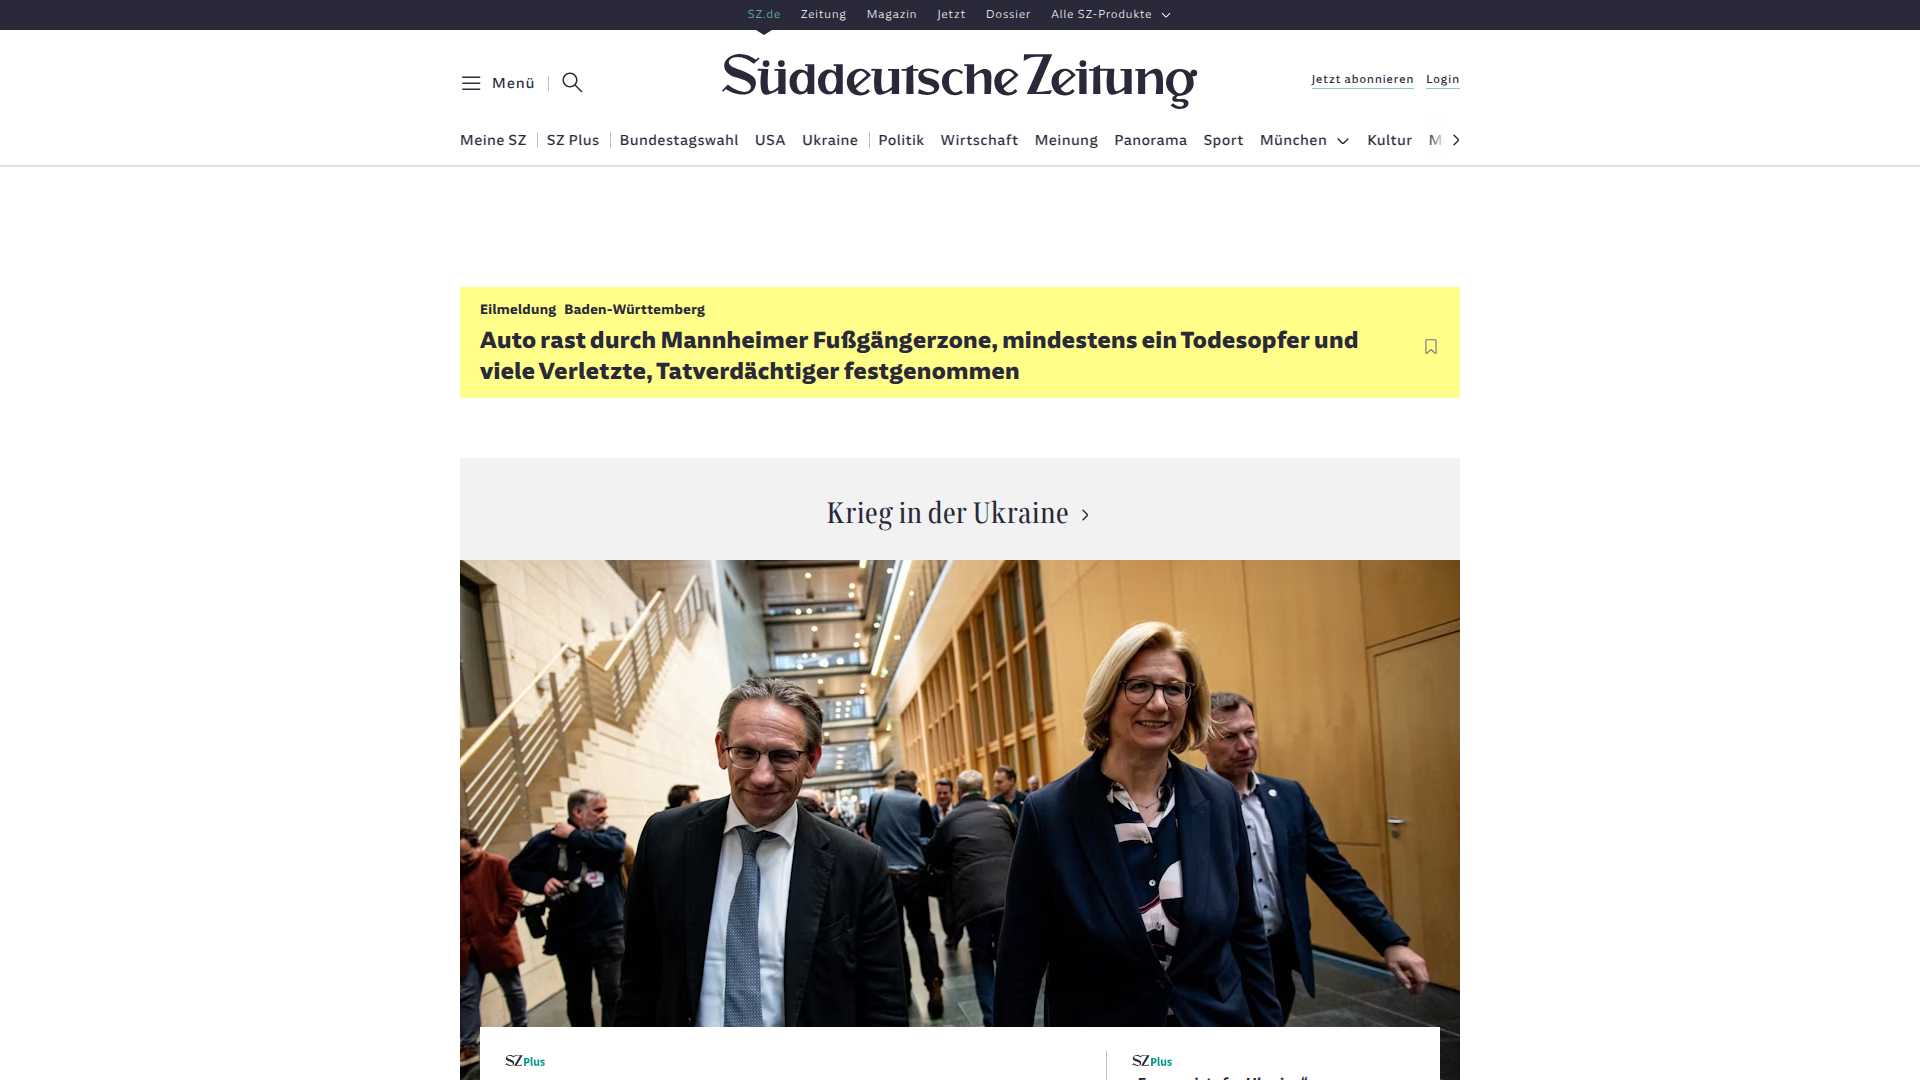 SZ.de Zeitung Magazin Jetzt Dossier Alle SZ-Produkte
Menü
Süddeutsche Zeitung
Jetzt abonnieren Login
Meine SZ SZ Plus Bundestagswahl USA Ukraine Politik Wirtschaft Meinung Panorama Sport München Kultur M
Eilmeldung Baden-Württemberg
Auto rast durch Mannheimer Fußgängerzone, mindestens ein Todesopfer und
viele Verletzte, Tatverdächtiger festgenommen
Krieg in der Ukraine
SZ Plus
SZ Plus